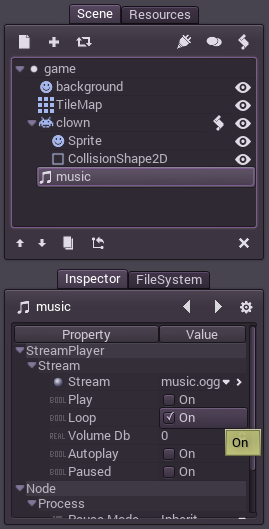 Scene Resources
game
background
TileMap
clown
Sprite
CollisionShape2D
music
Inspector FileSystem
music
Property Value
StreamPlayer
Stream
Stream music.ogg
BOOL Play On
BOOL Loop On
REAL Volume Db 0
On
BOOL Autoplay On
BOOL Paused On
Node
Process
Pause Mode Inherit